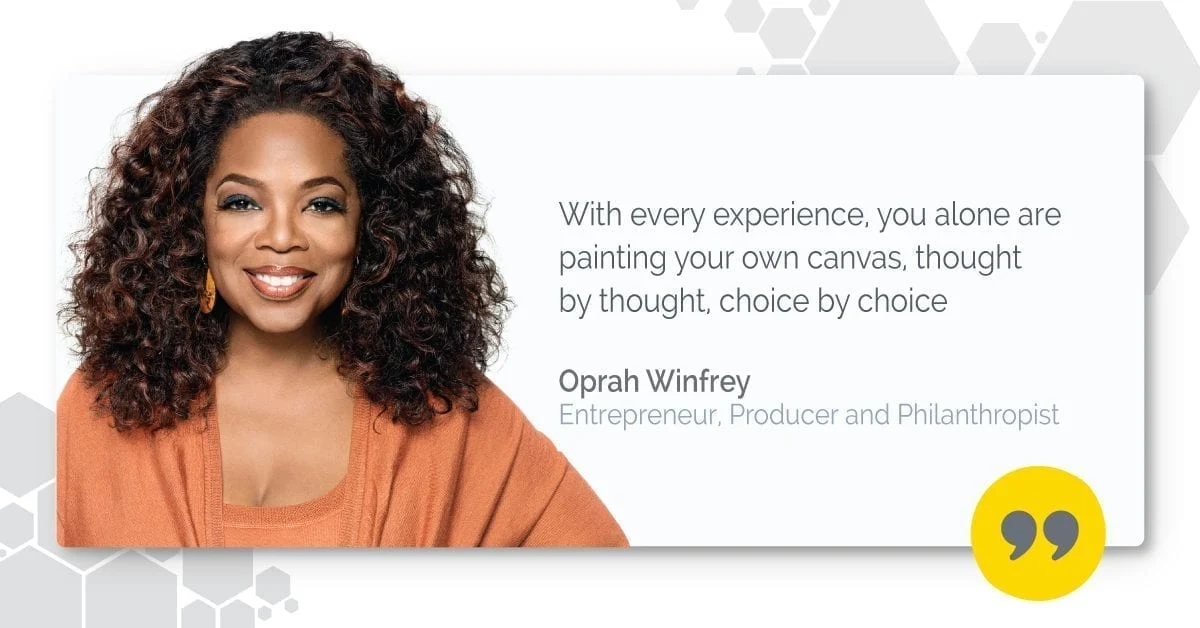 With every experience, you alone are
painting your own canvas, thought
by thought, choice by choice
Oprah Winfrey
Entrepreneur, Producer and Philanthropist